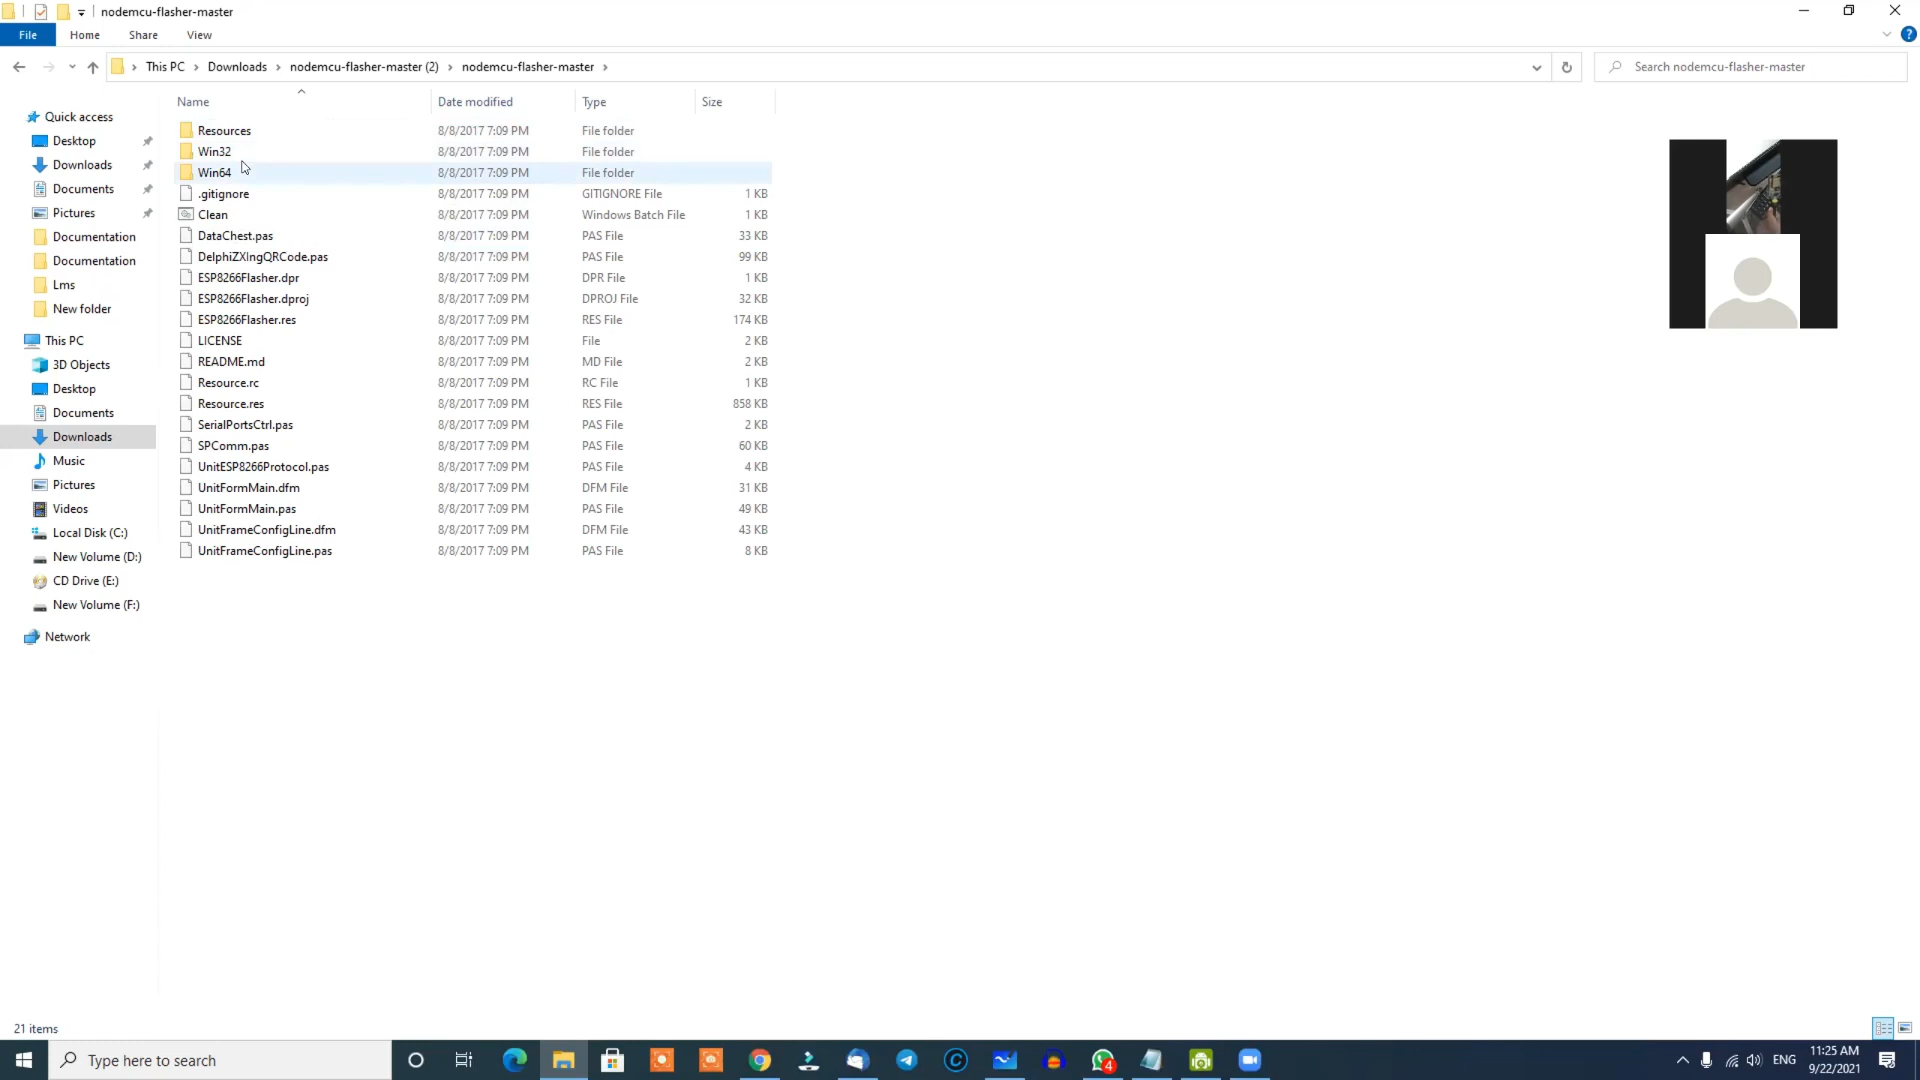 nodemcu-flasher-master
File Home Share View
This PC Downloads nodemcu-flasher-master (2) nodemcu-flasher-master
Search nodemcu-flasher-master
Name Date modified Type Size
Quick access
Desktop
Downloads
Documents
Pictures
Documentation
Documentation
Lms
New folder
This PC
3D Objects
Desktop
Documents
Downloads
Music
Pictures
Videos
Local Disk (C:)
New Volume (D:)
CD Drive (E:)
New Volume (F:)
Network
Resources 8/8/2017 7:09 PM File folder
Win32 8/8/2017 7:09 PM File folder
Win64 8/8/2017 7:09 PM File folder
.gitignore 8/8/2017 7:09 PM GITIGNORE File 1 KB
Clean 8/8/2017 7:09 PM Windows Batch File 1 KB
DataChest.pas 8/8/2017 7:09 PM PAS File 33 KB
DelphiZXIngQRCode.pas 8/8/2017 7:09 PM PAS File 99 KB
ESP8266Flasher.dpr 8/8/2017 7:09 PM DPR File 1 KB
ESP8266Flasher.dproj 8/8/2017 7:09 PM DPROJ File 32 KB
ESP8266Flasher.res 8/8/2017 7:09 PM RES File 174 KB
LICENSE 8/8/2017 7:09 PM File 2 KB
README.md 8/8/2017 7:09 PM MD File 2 KB
Resource.rc 8/8/2017 7:09 PM RC File 1 KB
Resource.res 8/8/2017 7:09 PM RES File 858 KB
SerialPortsCtrl.pas 8/8/2017 7:09 PM PAS File 2 KB
SPComm.pas 8/8/2017 7:09 PM PAS File 60 KB
UnitESP8266Protocol.pas 8/8/2017 7:09 PM PAS File 4 KB
UnitFormMain.dfm 8/8/2017 7:09 PM DFM File 31 KB
UnitFormMain.pas 8/8/2017 7:09 PM PAS File 49 KB
UnitFrameConfigLine.dfm 8/8/2017 7:09 PM DFM File 43 KB
UnitFrameConfigLine.pas 8/8/2017 7:09 PM PAS File 8 KB
21 items
Type here to search
4
ENG
11:25 AM
9/22/2021